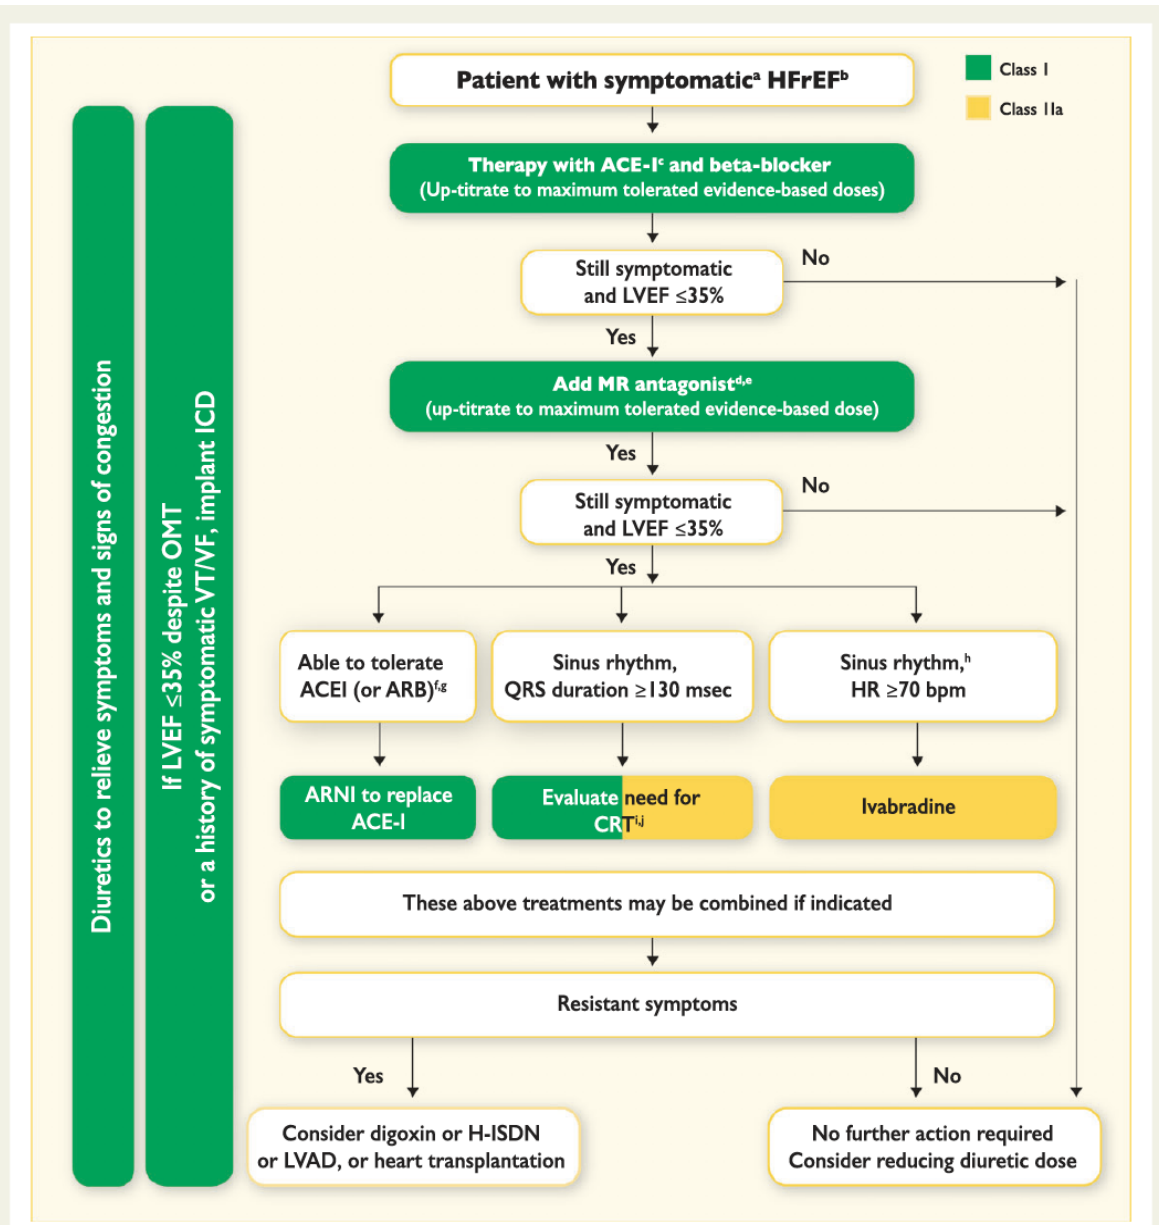 Patient with symptomaticᵃ HFrEFᵇ
Class I
Class IIa
Therapy with ACE-Iᶜ and beta-blocker
(Up-titrate to maximum tolerated evidence-based doses)
Still symptomatic
and LVEF ≤35%
No
Yes
Add MR antagonistᵈ,ᵉ
(up-titrate to maximum tolerated evidence-based dose)
Yes
Still symptomatic
and LVEF ≤35%
No
Yes
Able to tolerate
ACEI (or ARB)ᶠ,ᵍ
Sinus rhythm,
QRS duration ≥130 msec
Sinus rhythm,ʰ
HR ≥70 bpm
ARNI to replace
ACE-I
Evaluate need for
CRTⁱ,ʲ
Ivabradine
These above treatments may be combined if indicated
Resistant symptoms
Yes
No
Consider digoxin or H-ISDN
or LVAD, or heart transplantation
No further action required
Consider reducing diuretic dose
Diuretics to relieve symptoms and signs of congestion
If LVEF ≤35% despite OMT
or a history of symptomatic VT/VF, implant ICD